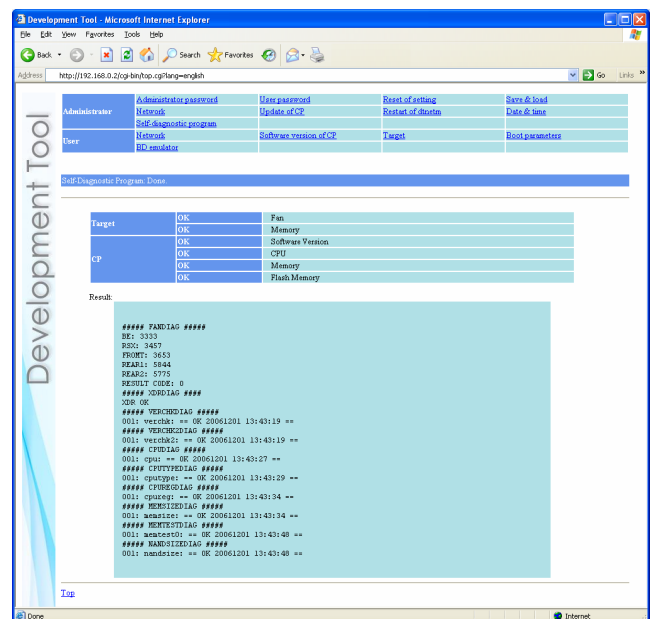 Development Tool - Microsoft Internet Explorer
File Edit View Favorites Tools Help
Back Search Favorites
Address http://192.168.0.2/cgi-bin/top.cgi?lang=english Go Links »
Development Tool
Administrator Administrator password User password Reset of setting Save & load
Network Update of CP Restart of dtnetm Date & time
Self-diagnostic program
User Network Software version of CP Target Boot parameters
BD emulator
Self-Diagnostic Program: Done.
Target OK Fan
OK Memory
CP OK Software Version
OK CPU
OK Memory
OK Flash Memory
Result:
##### FANDIAG #####
BE: 3333
RSX: 3457
FROMT: 3653
REAR1: 5844
REAR2: 5775
RESULT CODE: 0
##### XDRDIAG ####
XDR OK
##### VERCHKDIAG #####
001: verchk: == OK 20061201 13:43:19 ==
##### VERCHK2DIAG #####
001: verchk2: == OK 20061201 13:43:19 ==
##### CPUDIAG #####
001: cpu: == OK 20061201 13:43:27 ==
##### CPUTYPEDIAG #####
001: cputype: == OK 20061201 13:43:29 ==
##### CPUREGDIAG #####
001: cpureg: == OK 20061201 13:43:34 ==
##### MEMSIZEDIAG #####
001: memsize: == OK 20061201 13:43:34 ==
##### MEMTESTDIAG #####
001: memtest0: == OK 20061201 13:43:48 ==
##### NANDSIZEDIAG #####
001: nandsize: == OK 20061201 13:43:48 ==
Top
Done Internet